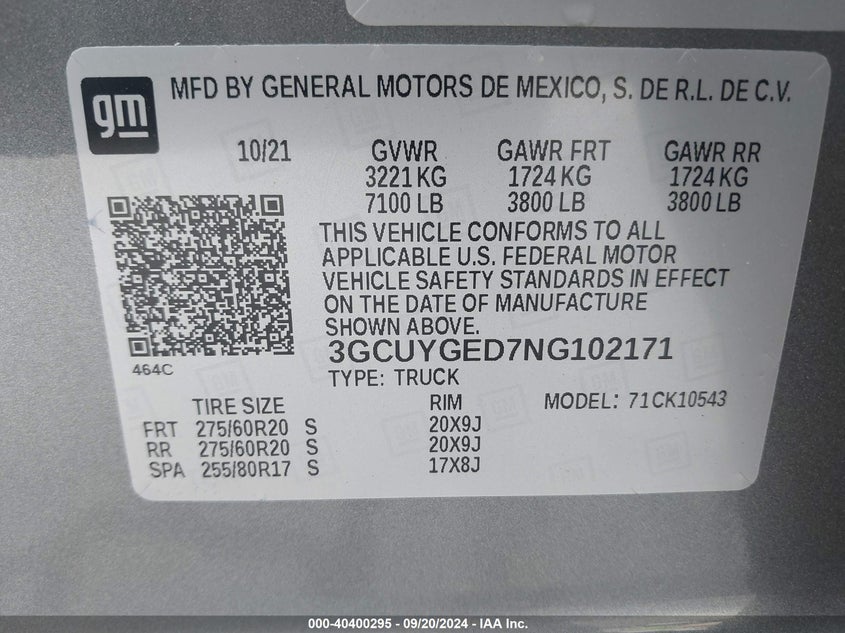 gm
MFD BY GENERAL MOTORS DE MEXICO, S. DE R.L. DE C.V.
10/21 GVWR GAWR FRT GAWR RR
3221 KG 1724 KG 1724 KG
7100 LB 3800 LB 3800 LB
THIS VEHICLE CONFORMS TO ALL
APPLICABLE U.S. FEDERAL MOTOR
VEHICLE SAFETY STANDARDS IN EFFECT
ON THE DATE OF MANUFACTURE
SHOWN ABOVE.
464C
3GCUYGED7NG102171
TYPE: TRUCK
TIRE SIZE RIM MODEL: 71CK10543
FRT 275/60R20 S 20X9J
RR 275/60R20 S 20X9J
SPA 255/80R17 S 17X8J
000-40400295 - 09/20/2024 - IAA Inc.